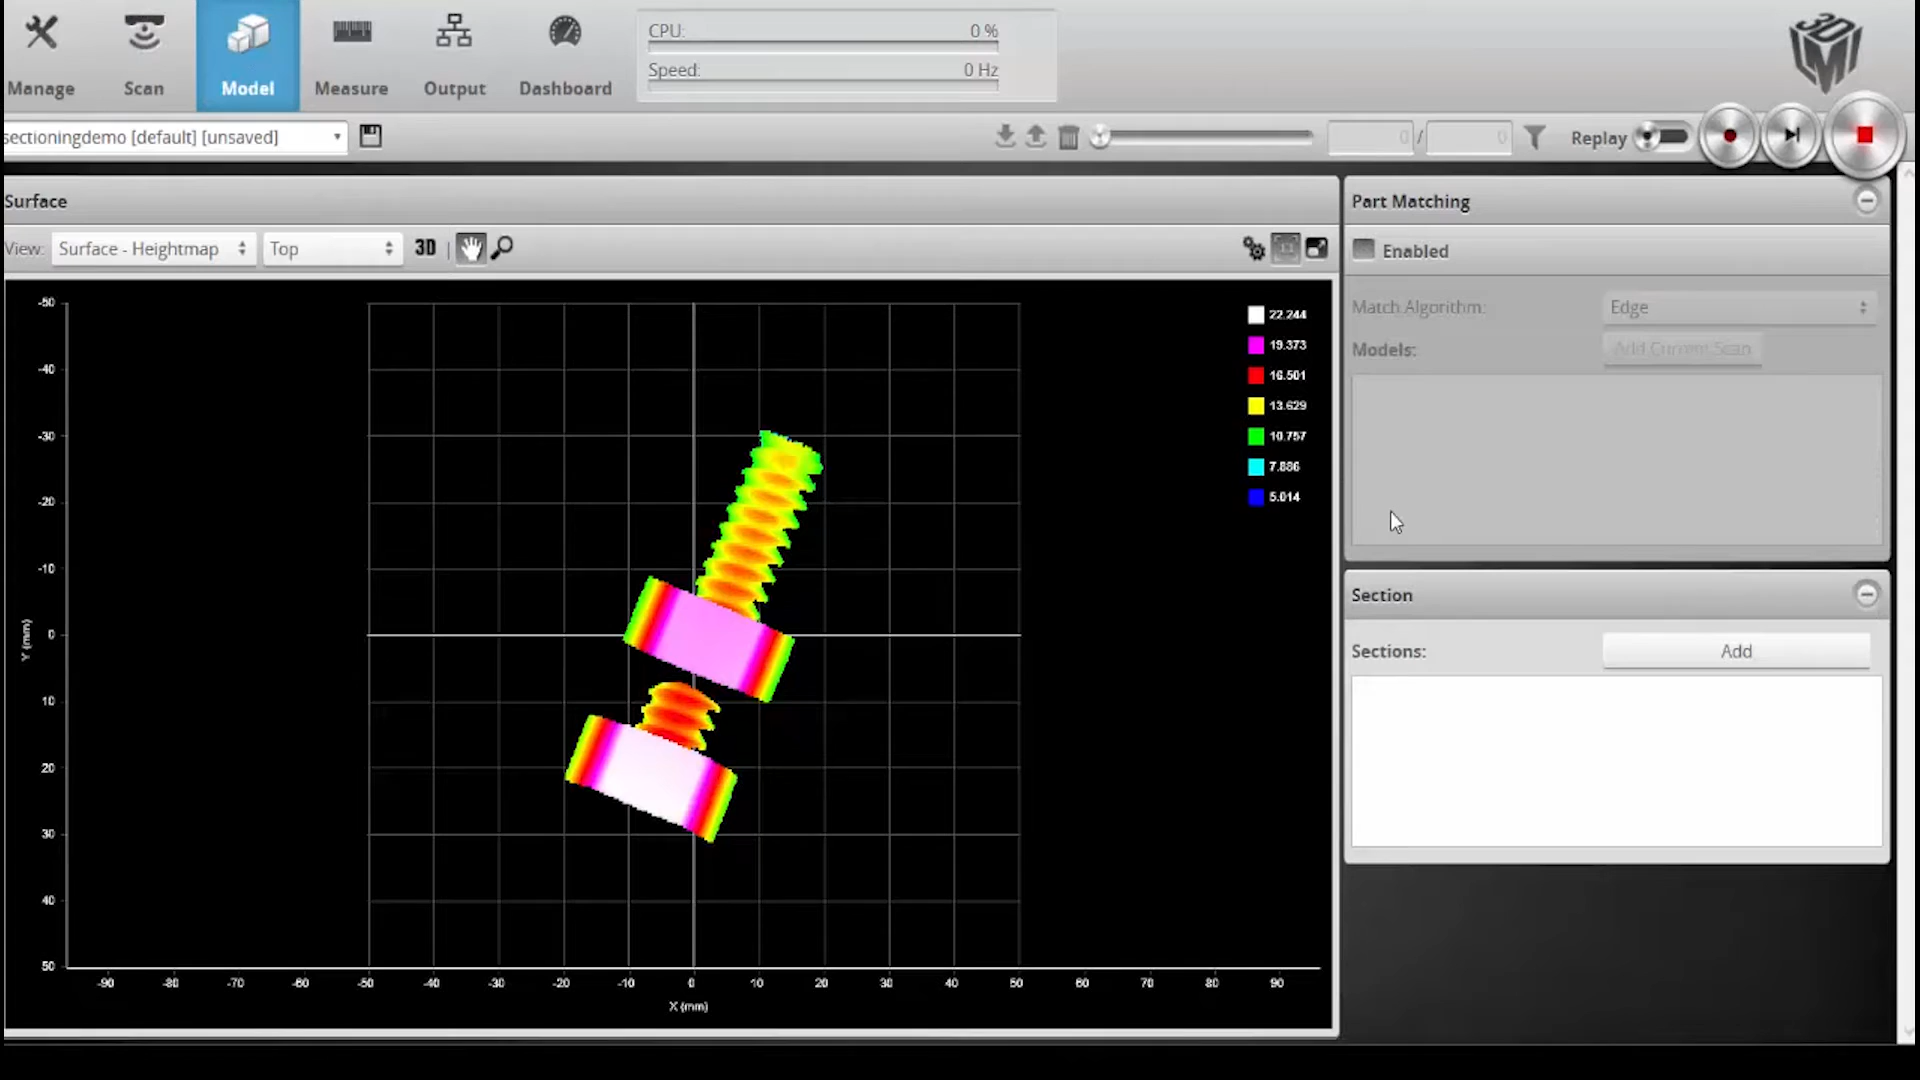 Manage
Scan
Model
Measure
Output
Dashboard
CPU: 0 %
Speed: 0 Hz
3D
LMI
sectioningdemo [default] [unsaved]
0 / 0
Replay
Surface
View: Surface - Heightmap
Top
3D
-50
-40
-30
-20
-10
0
10
20
30
40
50
Y (mm)
-90 -80 -70 -60 -50 -40 -30 -20 -10 0 10 20 30 40 50 60 70 80 90
X (mm)
22.244
19.373
16.501
13.629
10.757
7.886
5.014
Part Matching
Enabled
Match Algorithm: Edge
Models: Add Current Scan
Section
Sections: Add